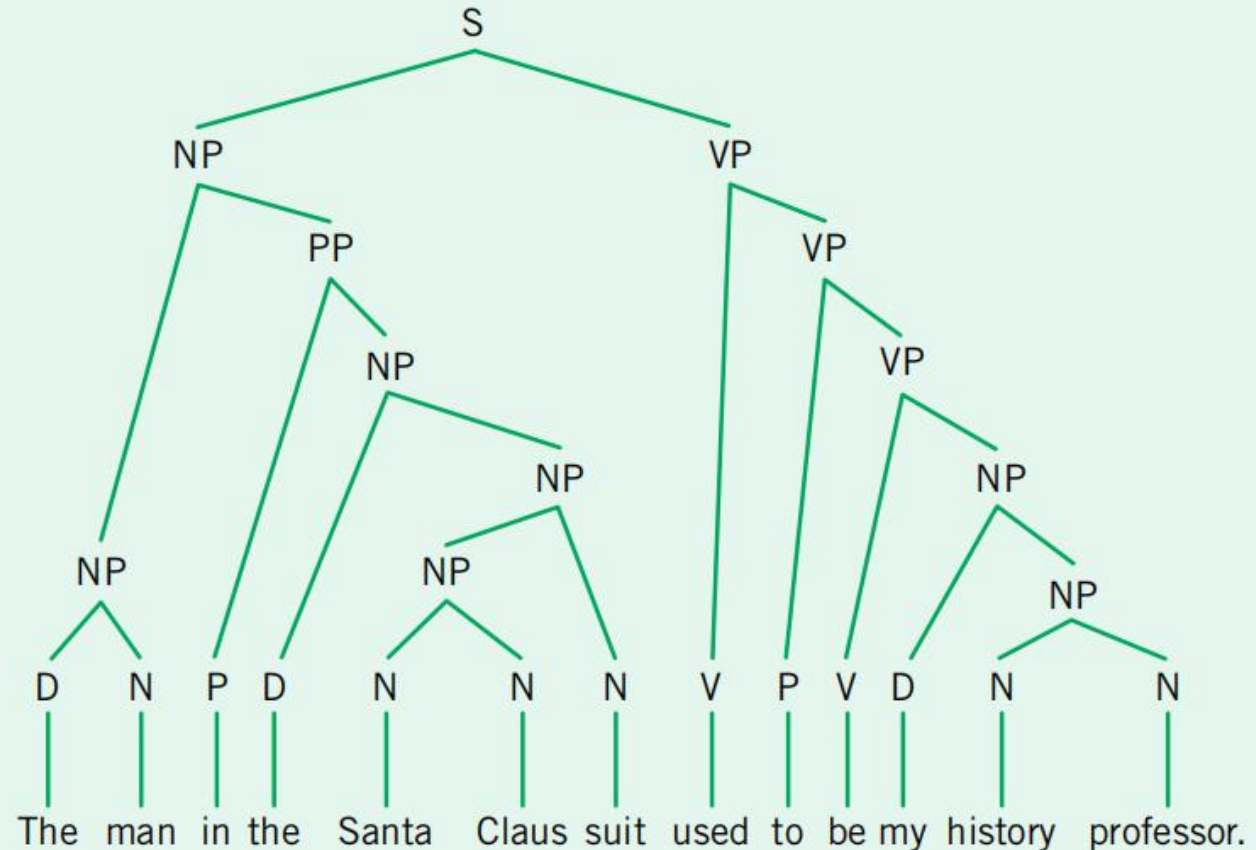 S
NP VP
PP VP
NP VP
NP NP
NP NP NP
D N P D N N N V P V D N N
The man in the Santa Claus suit used to be my history professor.